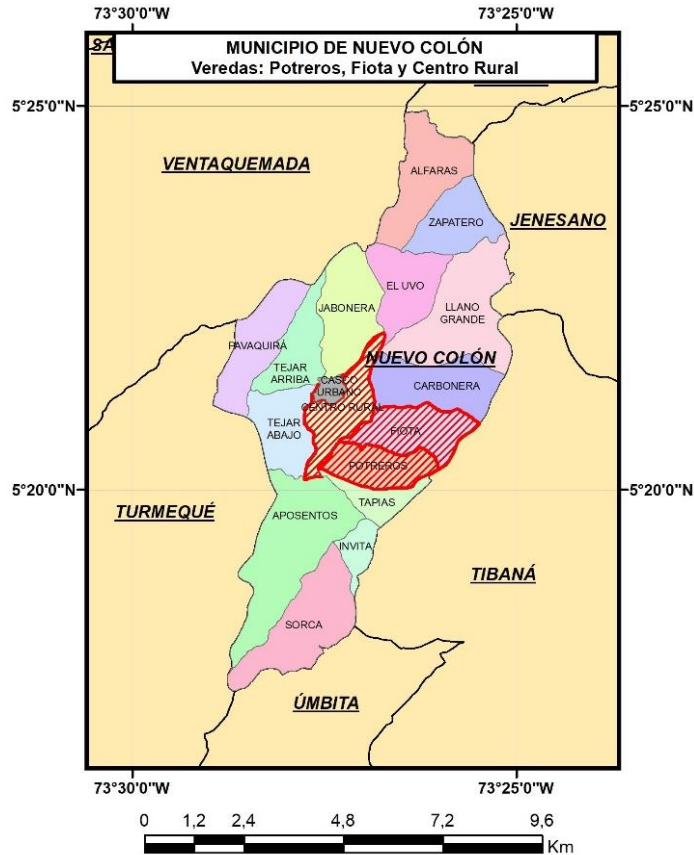 73°30'0"W 73°25'0"W
SA
MUNICIPIO DE NUEVO COLÓN
Veredas: Potreros, Fiota y Centro Rural
5°25'0"N 5°25'0"N
VENTAQUEMADA
ALFARAS
ZAPATERO
JENESANO
EL UVO
JABONERA
LLANO
GRANDE
PAVAQUIRÁ
NUEVO COLÓN
TEJAR
ARRIBA
CASCO
URBANO
CARBONERA
CENTRO RURAL
TEJAR
ABAJO
FIOTA
POTREROS
5°20'0"N 5°20'0"N
TAPIAS
TURMEQUÉ
APOSENTOS
INVITA
TIBANÁ
SORCA
ÚMBITA
73°30'0"W 73°25'0"W
0 1,2 2,4 4,8 7,2 9,6
Km